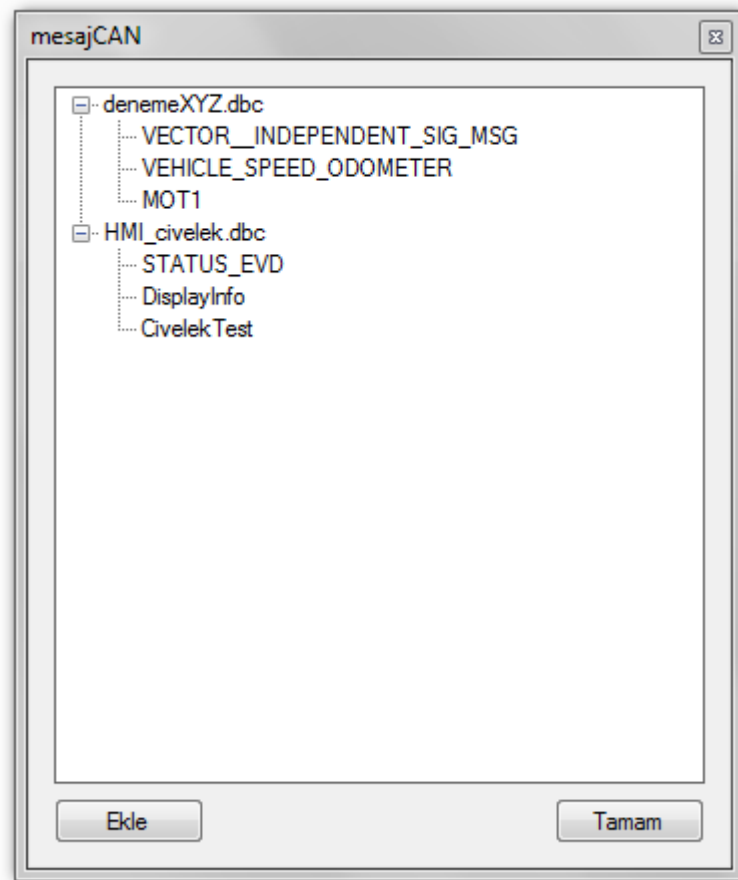 mesajCAN
denemeXYZ.dbc
VECTOR__INDEPENDENT_SIG_MSG
VEHICLE_SPEED_ODOMETER
MOT1
HMI_civelek.dbc
STATUS_EVD
DisplayInfo
CivelekTest
Ekle Tamam